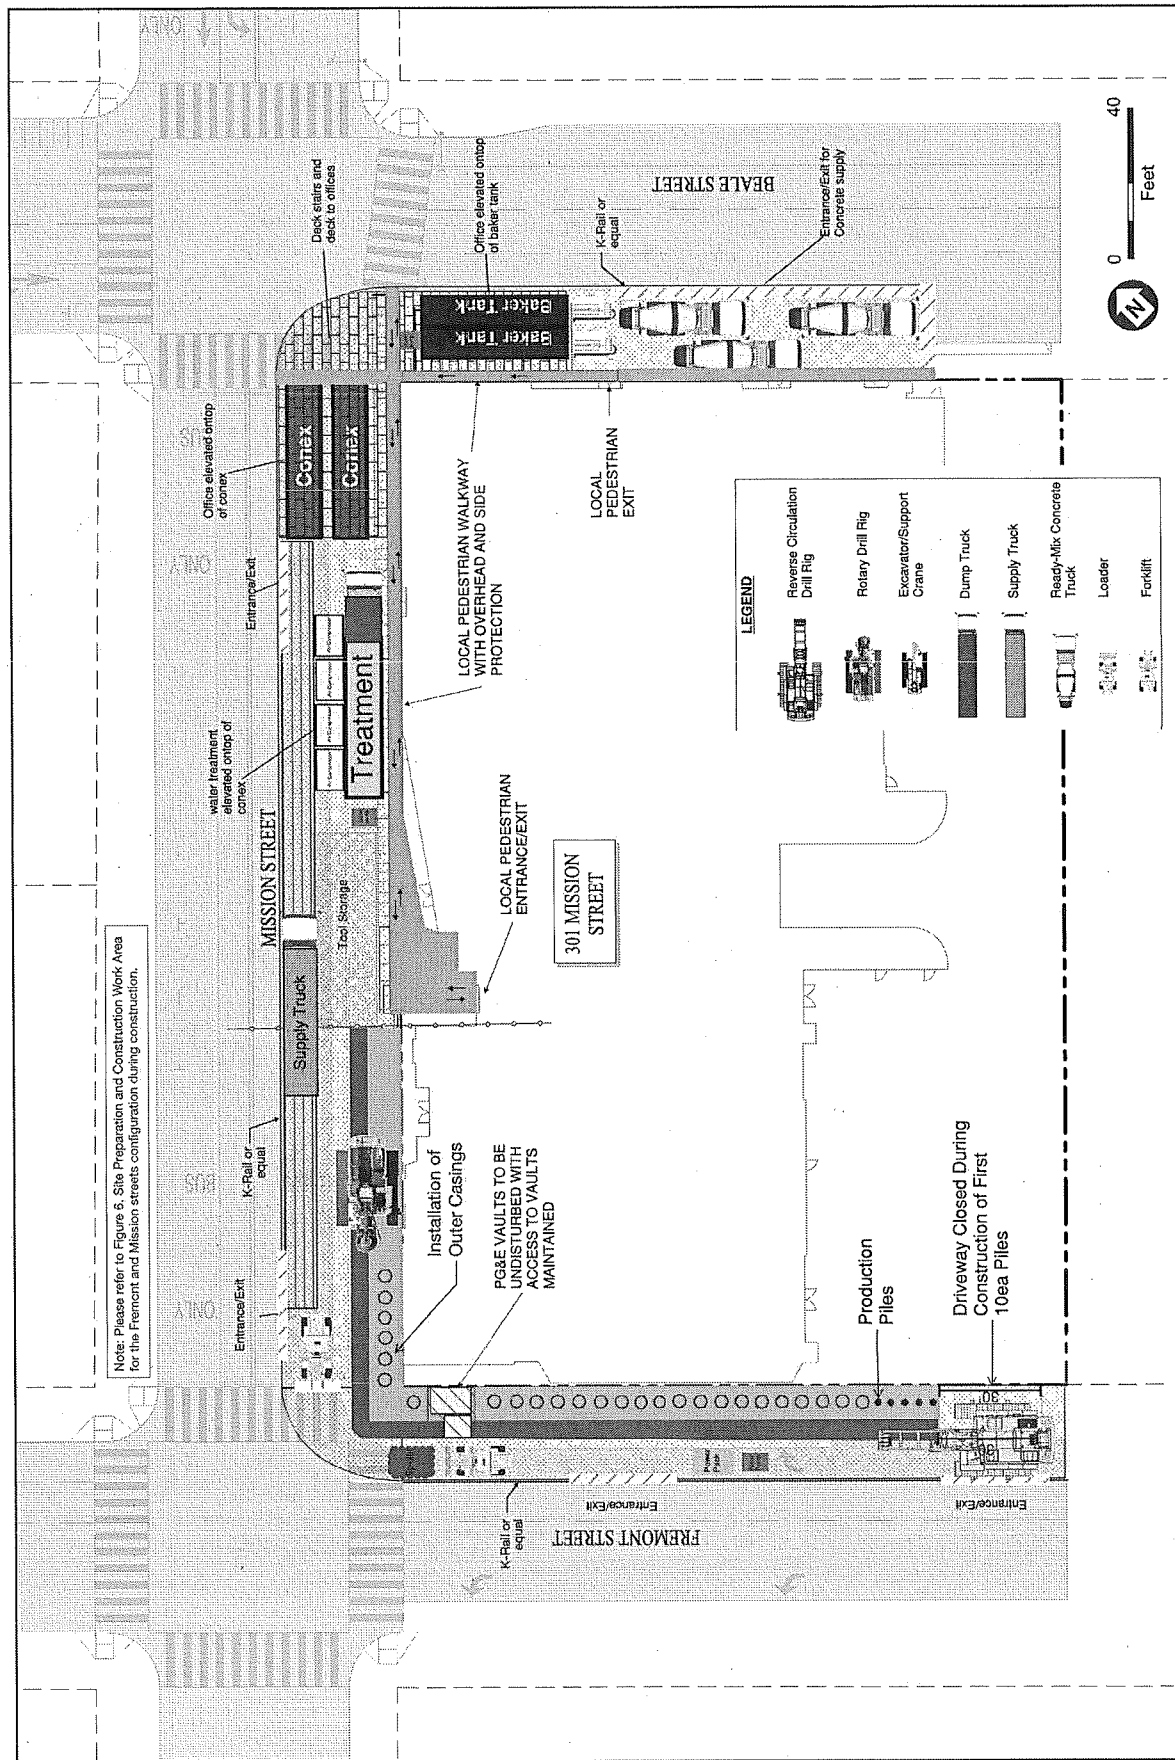 Note: Please refer to Figure 6, Site Preparation and Construction Work Area
for the Fremont and Mission streets configuration during construction.
ONLY
BUS
ONLY
BUS
ONLY
MISSION STREET
Entrance/Exit
K-Rail or
equal
Supply Truck
Tool Storage
water treatment
elevated ontop of
conex
Treatment
Entrance/Exit
Office elevated ontop
of conex
Conex
Conex
Deck stairs and
deck to offices
Office elevated ontop
of baker tank
Baker Tank
Baker Tank
K-Rail or
equal
BEALE STREET
Entrance/Exit for
Concrete supply
LOCAL PEDESTRIAN WALKWAY
WITH OVERHEAD AND SIDE
PROTECTION
LOCAL
PEDESTRIAN
EXIT
LOCAL PEDESTRIAN
ENTRANCE/EXIT
301 MISSION
STREET
Installation of
Outer Casings
PG&E VAULTS TO BE
UNDISTURBED WITH
ACCESS TO VAULTS
MAINTAINED
Production
Piles
Driveway Closed During
Construction of First
10ea Piles
K-Rail or
equal
FREMONT STREET
Entrance/Exit
Entrance/Exit
Power
Pack
30
LEGEND
Reverse Circulation
Drill Rig
Rotary Drill Rig
Excavator/Support
Crane
Dump Truck
Supply Truck
Ready-Mix Concrete
Truck
Loader
Forklift
N
0
40
Feet